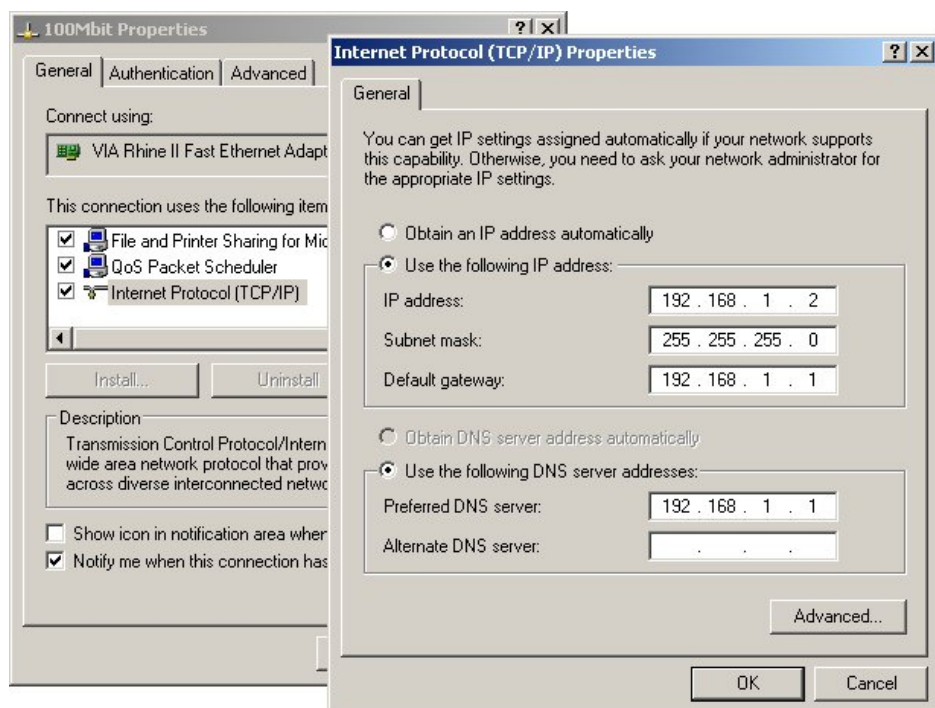 100Mbit Properties
General
Authentication
Advanced
Connect using:
VIA Rhine II Fast Ethernet Adapt
This connection uses the following item
File and Printer Sharing for Mic
QoS Packet Scheduler
Internet Protocol (TCP/IP)
Install...
Uninstall
Description
Transmission Control Protocol/Intern
wide area network protocol that prov
across diverse interconnected netwo
Show icon in notification area when
Notify me when this connection has
Internet Protocol (TCP/IP) Properties
General
You can get IP settings assigned automatically if your network supports
this capability. Otherwise, you need to ask your network administrator for
the appropriate IP settings.
Obtain an IP address automatically
Use the following IP address:
IP address: 192 . 168 . 1 . 2
Subnet mask: 255 . 255 . 255 . 0
Default gateway: 192 . 168 . 1 . 1
Obtain DNS server address automatically
Use the following DNS server addresses:
Preferred DNS server: 192 . 168 . 1 . 1
Alternate DNS server: . . .
Advanced...
OK
Cancel